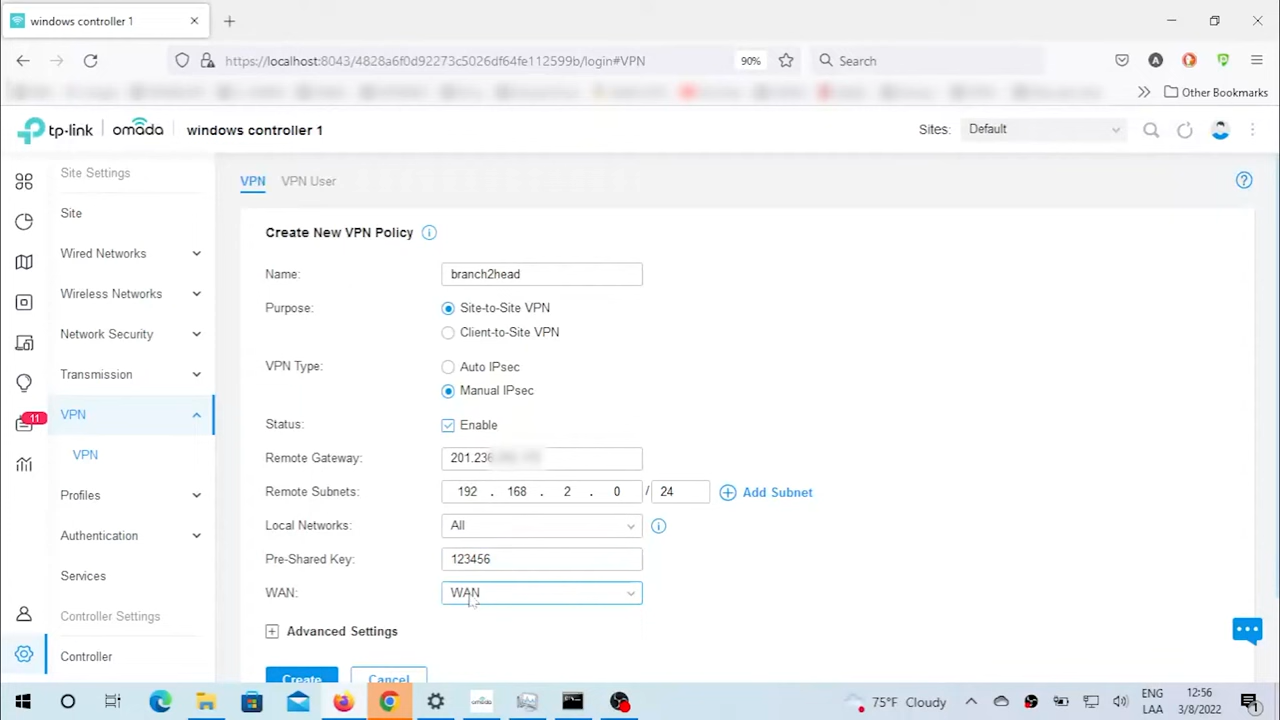 windows controller 1
https://localhost:8043/4828a6f0d92273c5026df64fe112599b/login#VPN
90%
Search
Other Bookmarks
tp-link
omada
windows controller 1
Sites:
Default
Site Settings
Site
Wired Networks
Wireless Networks
Network Security
Transmission
VPN
VPN
Profiles
Authentication
Services
Controller Settings
Controller
11
VPN VPN User
Create New VPN Policy
Name: branch2head
Purpose: Site-to-Site VPN
Client-to-Site VPN
VPN Type: Auto IPsec
Manual IPsec
Status: Enable
Remote Gateway: 201.236
Remote Subnets: 192 . 168 . 2 . 0 / 24 Add Subnet
Local Networks: All
Pre-Shared Key: 123456
WAN: WAN
Advanced Settings
Create Cancel
omada
75°F Cloudy
ENG
LAA
12:56
3/8/2022
1